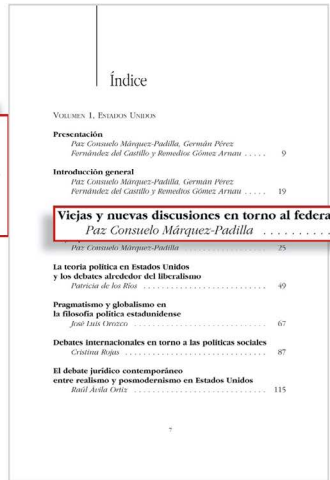 Índice
VOLUMEN 1, ESTADOS UNIDOS
Presentación
Paz Consuelo Márquez-Padilla, Germán Pérez
Fernández del Castillo y Remedios Gómez Arnau ..... 9
Introducción general
Paz Consuelo Márquez-Padilla, Germán Pérez
Fernández del Castillo y Remedios Gómez Arnau ..... 19
Viejas y nuevas discusiones en torno al federa
Paz Consuelo Márquez-Padilla ..........
Paz Consuelo Márquez-Padilla .......................... 25
La teoría política en Estados Unidos
y los debates alrededor del liberalismo
Patricia de los Ríos ............................. 49
Pragmatismo y globalismo en
la filosofía política estadunidense
José Luis Orozco ............................. 67
Debates internacionales en torno a las políticas sociales
Cristina Rojas ............................. 87
El debate jurídico contemporáneo
entre realismo y posmodernismo en Estados Unidos
Raúl Ávila Ortiz ............................. 115
7